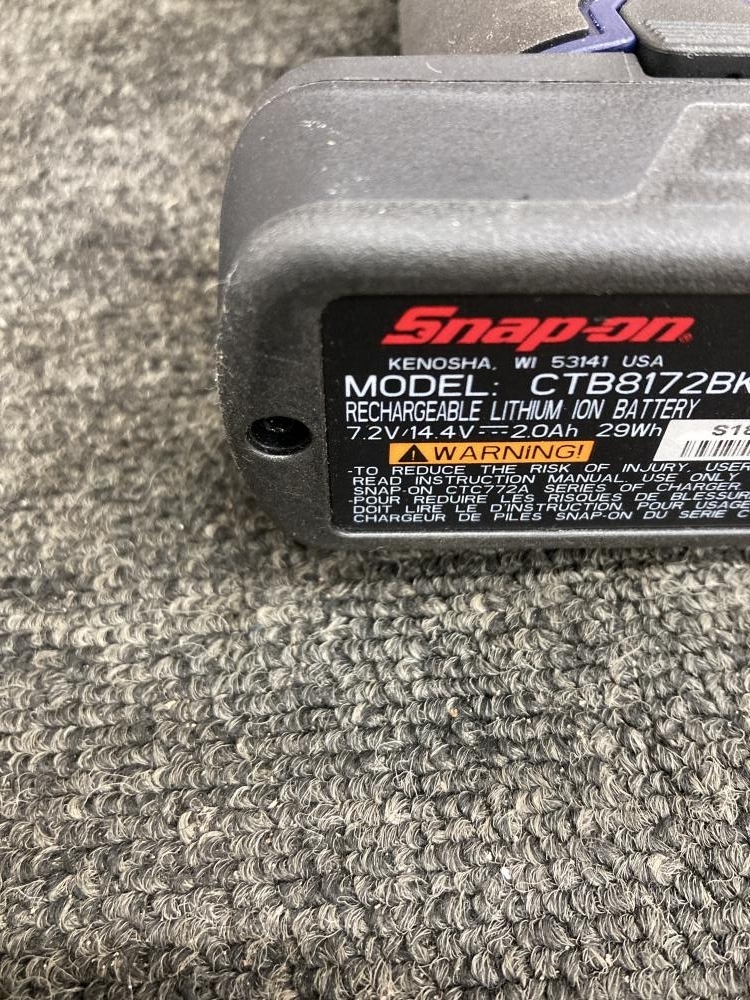 Snap-on
KENOSHA, WI 53141 USA
MODEL: CTB8172BK
RECHARGEABLE LITHIUM ION BATTERY
7.2V/14.4V 2.0Ah 29Wh
S18
WARNING!
-TO REDUCE THE RISK OF INJURY, USER
READ INSTRUCTION MANUAL. USE ONLY
SNAP-ON CTC772A SERIES OF CHARGER
-POUR REDUIRE LES RISQUES DE BLESSUR
DOIT LIRE LE D'INSTRUCTION. POUR USAGE
CHARGEUR DE PILES SNAP-ON DU SERIE C